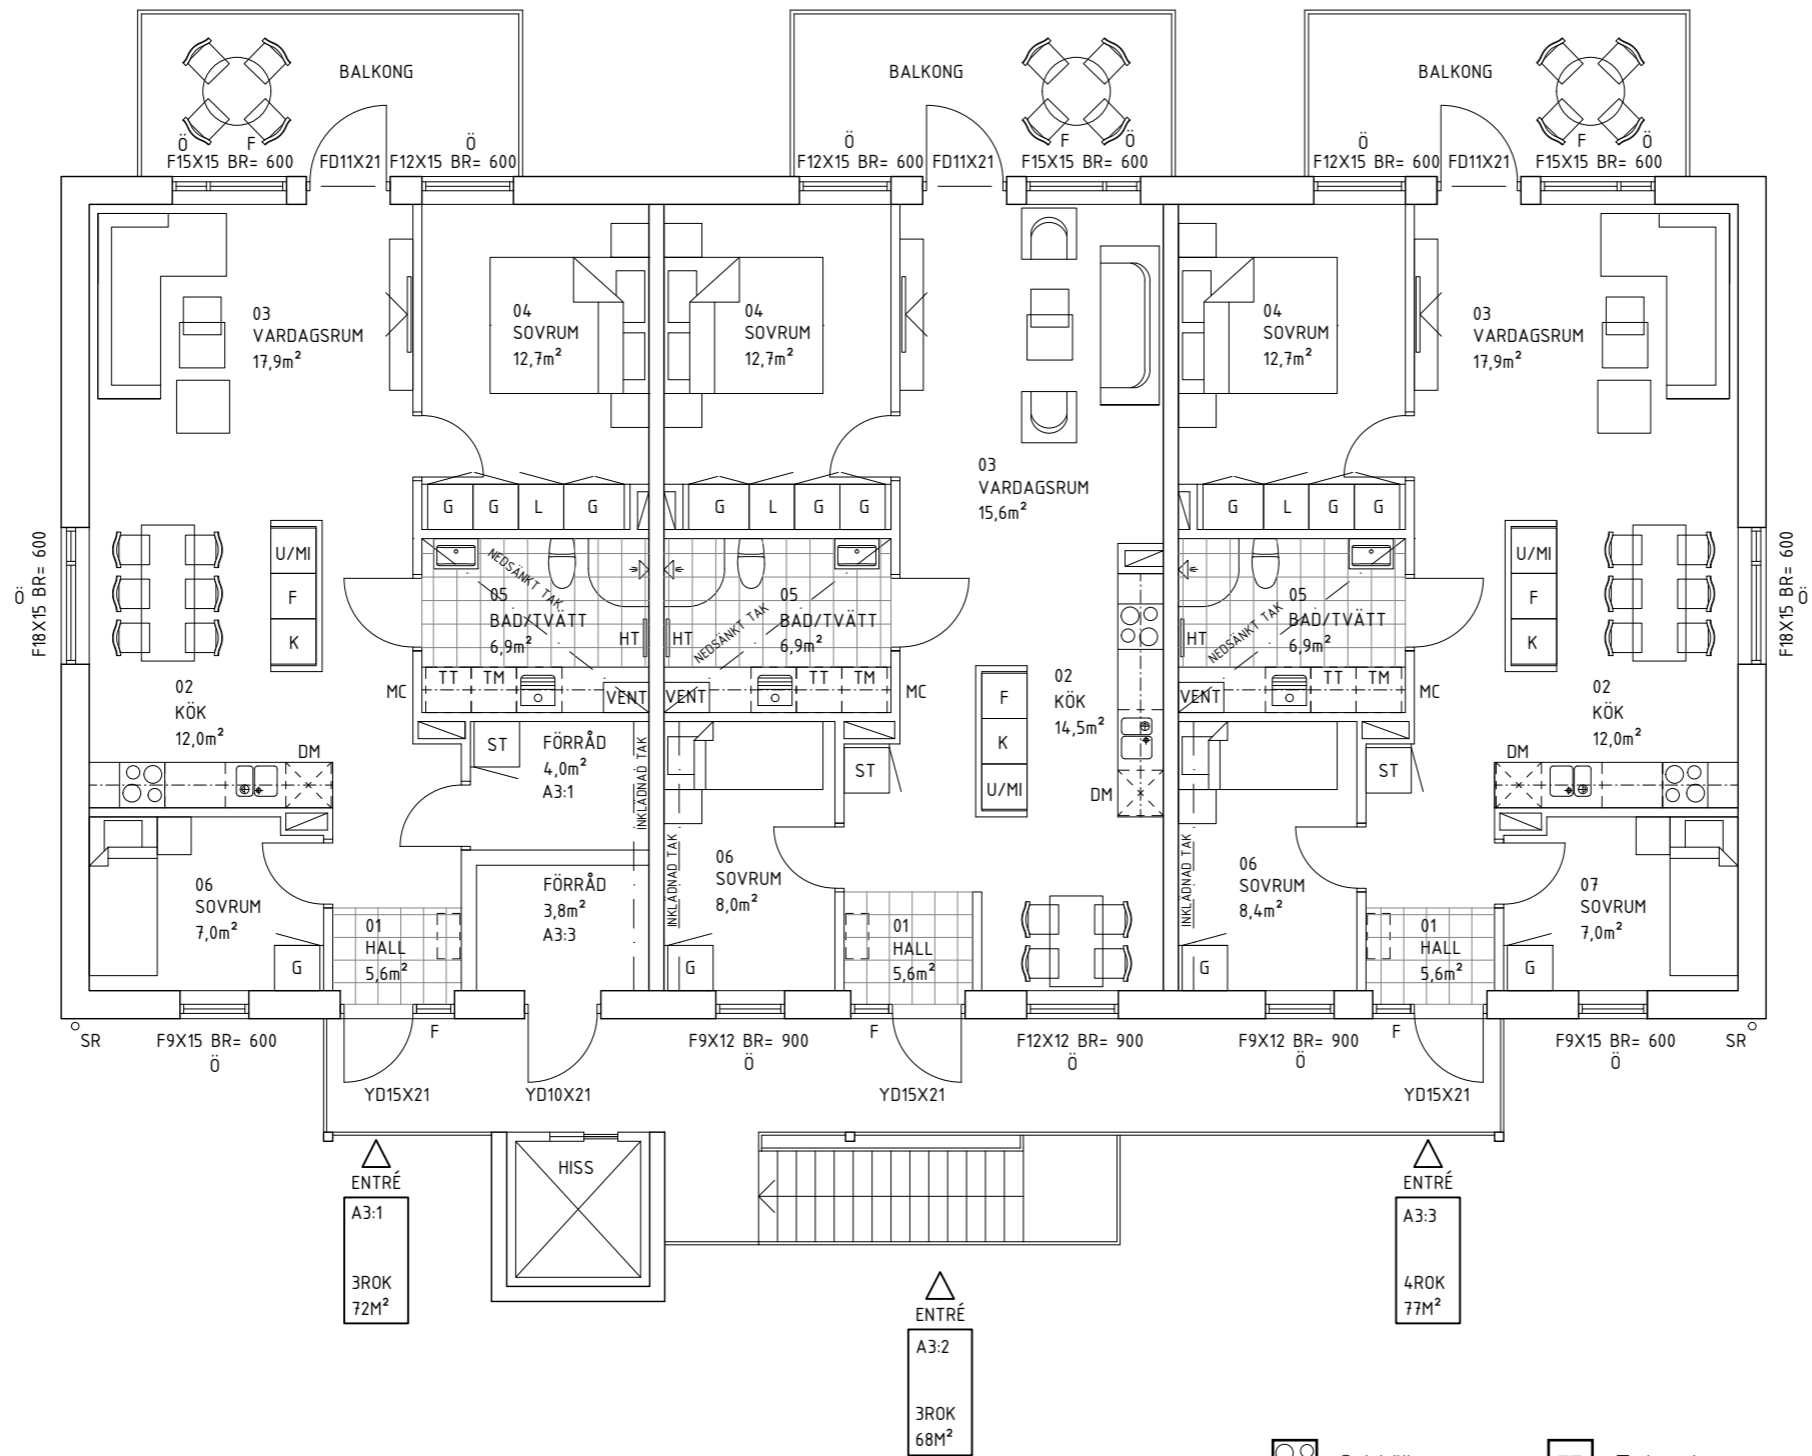 BALKONG
BALKONG
BALKONG
Ö F Ö Ö F Ö Ö F Ö
F15X15 BR= 600 FD11X21 F12X15 BR= 600 F12X15 BR= 600 FD11X21 F15X15 BR= 600 F12X15 BR= 600 FD11X21 F15X15 BR= 600
03
VARDAGSRUM
17,9m²
04
SOVRUM
12,7m²
04
SOVRUM
12,7m²
04
SOVRUM
12,7m²
03
VARDAGSRUM
17,9m²
03
VARDAGSRUM
15,6m²
G G L G
G L G G
G L G G
Ö
F18X15 BR= 600
U/MI
F
K
NEDSÄNKT TAK
05
BAD/TVÄTT
6,9m²
HT
HT
NEDSÄNKT TAK
05
BAD/TVÄTT
6,9m²
HT
NEDSÄNKT TAK
05
BAD/TVÄTT
6,9m²
U/MI
F
K
F18X15 BR= 600
Ö
MC
TT TM VENT
VENT TT TM
MC
VENT TT TM
MC
02
KÖK
12,0m²
DM
ST
FÖRRÅD
4,0m²
A3:1
INKLÄDNAD TAK
ST
F
K
U/MI
02
KÖK
14,5m²
DM
ST
02
KÖK
12,0m²
DM
06
SOVRUM
7,0m²
G
01
HALL
5,6m²
FÖRRÅD
3,8m²
A3:3
INKLÄDNAD TAK
06
SOVRUM
8,0m²
G
01
HALL
5,6m²
INKLÄDNAD TAK
06
SOVRUM
8,4m²
G
01
HALL
5,6m²
07
SOVRUM
7,0m²
G
SR
F9X15 BR= 600
Ö
F
F9X12 BR= 900
Ö
F
F12X12 BR= 900
Ö
F9X12 BR= 900
Ö
F
F9X15 BR= 600
Ö
SR
YD15X21 YD10X21 YD15X21 YD15X21
HISS
ENTRÉ
A3:1
3ROK
72M²
ENTRÉ
A3:3
4ROK
77M²
ENTRÉ
A3:2
3ROK
68M²